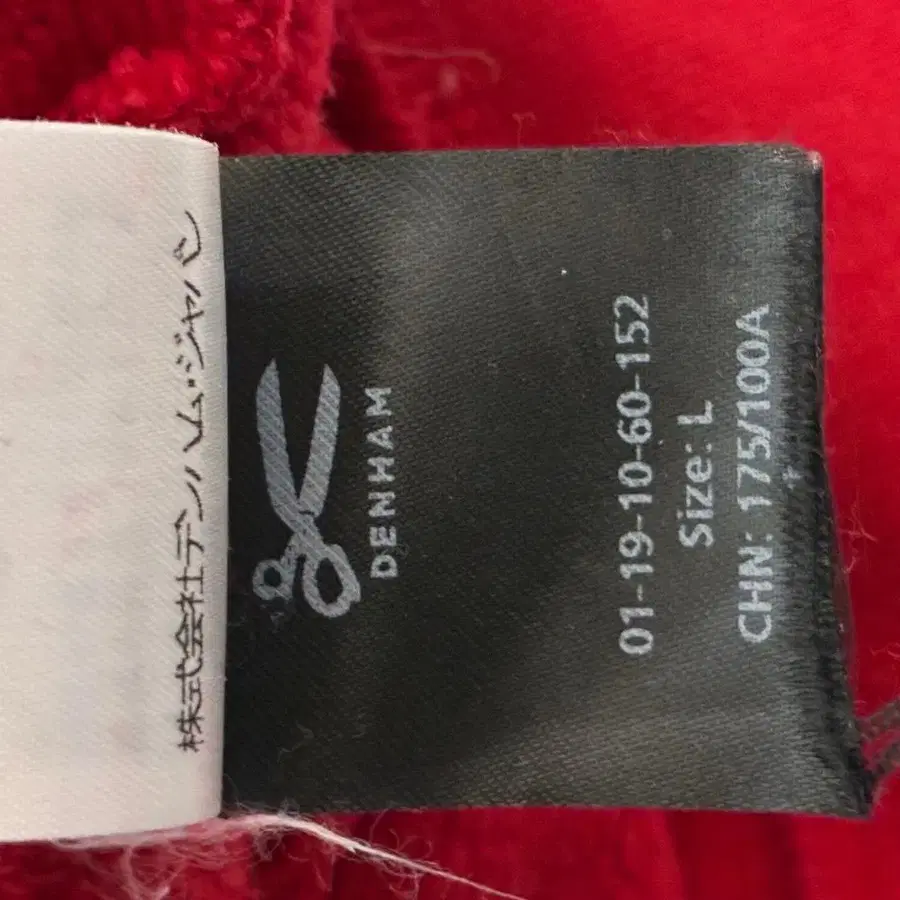 株式会社デンハム・ジャパン
DENHAM
01-19-10-60-152
Size: L
CHN: 175/100A